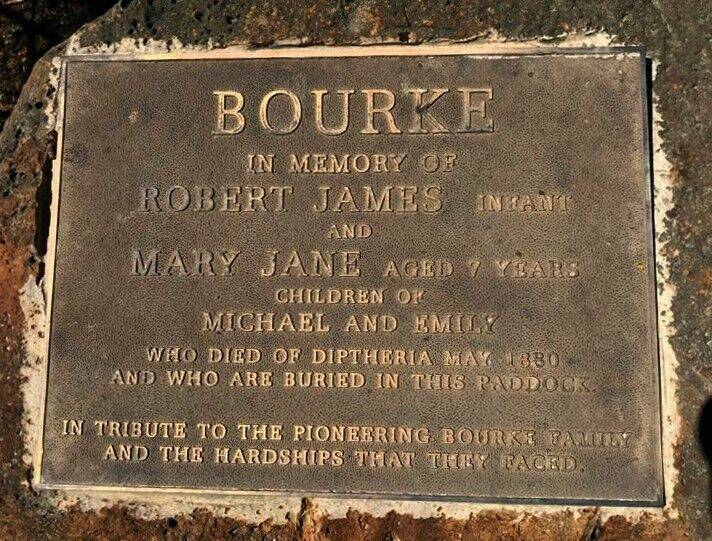 BOURKE
IN MEMORY OF
ROBERT JAMES INFANT
AND
MARY JANE AGED 7 YEARS
CHILDREN OF
MICHAEL AND EMILY
WHO DIED OF DIPTHERIA MAY 1880
AND WHO ARE BURIED IN THIS PADDOCK.
IN TRIBUTE TO THE PIONEERING BOURKE FAMILY
AND THE HARDSHIPS THAT THEY FACED.